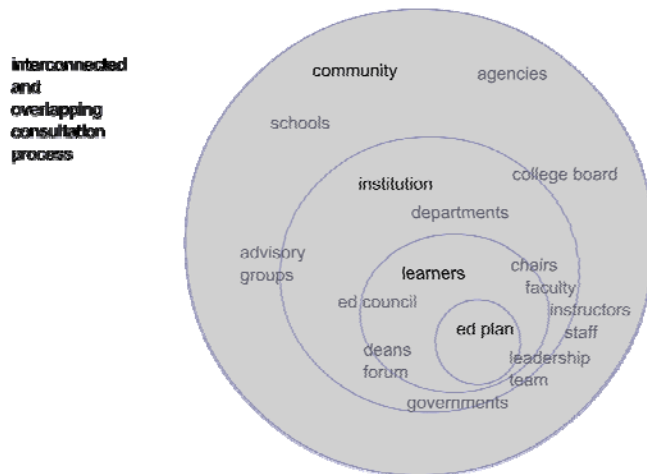 interconnected
and
overlapping
consultation
process
community
agencies
schools
institution
college board
departments
advisory
groups
learners
chairs
faculty
ed council
instructors
staff
ed plan
deans
forum
leadership
team
governments